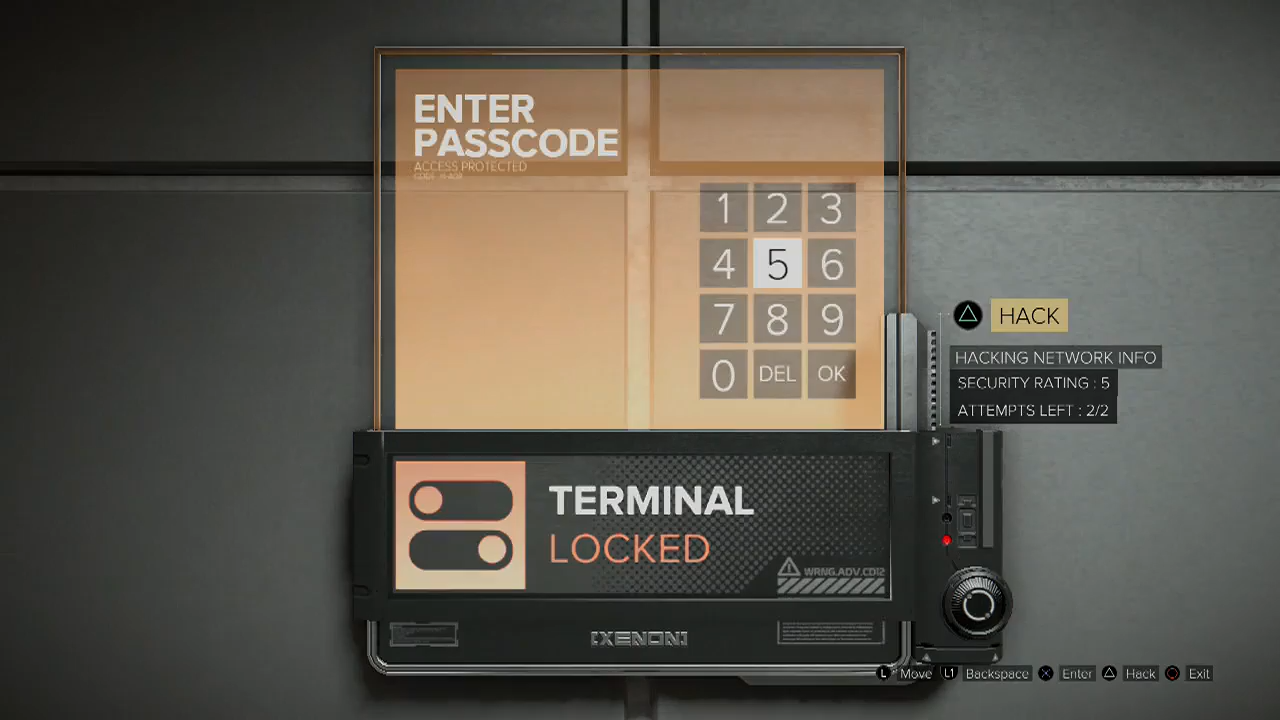 ENTER
PASSCODE
ACCESS PROTECTED
1 2 3
4 5 6
7 8 9
0 DEL OK
HACK
HACKING NETWORK INFO
SECURITY RATING : 5
ATTEMPTS LEFT : 2/2
TERMINAL
LOCKED
WRNG.ADV.CD12
[XENON]
L Move L1 Backspace Enter Hack Exit